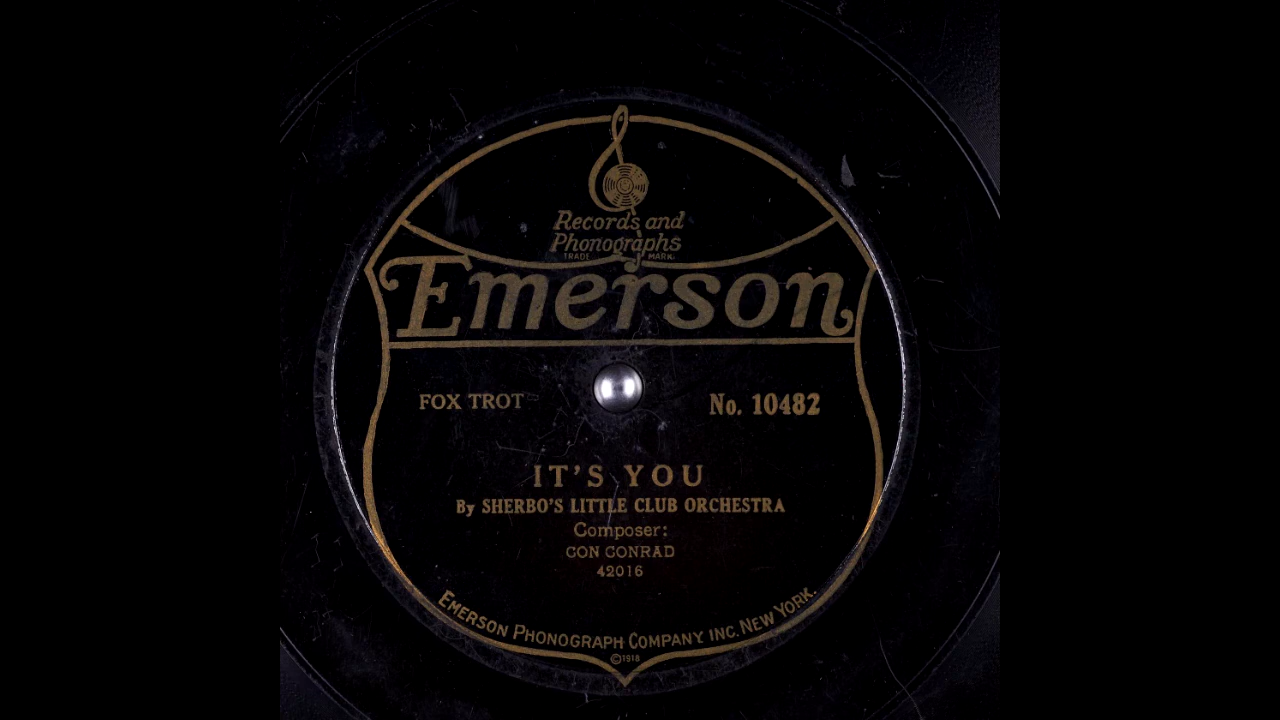 Records and
Phonographs
TRADE MARK.
Emerson
FOX TROT
No. 10482
IT'S YOU
By SHERBO'S LITTLE CLUB ORCHESTRA
Composer:
CON CONRAD
42016
EMERSON PHONOGRAPH COMPANY, INC. NEW YORK.
©1918